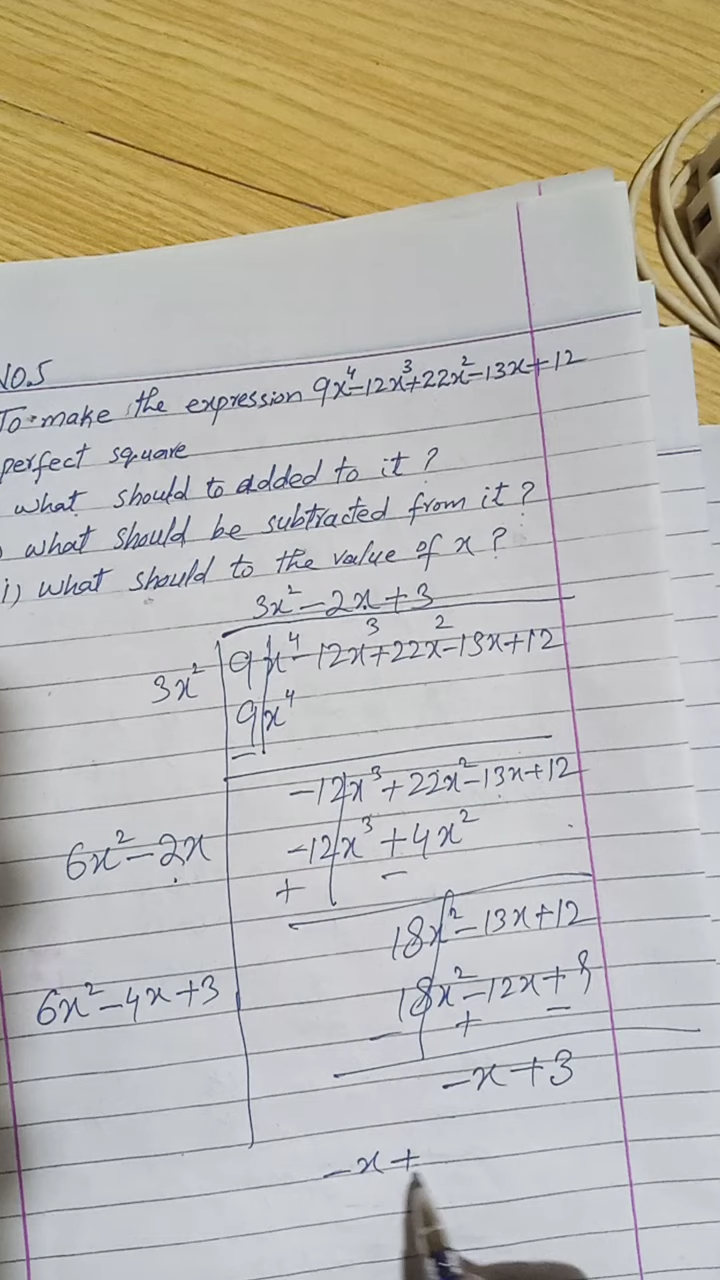 NO.5
To make the expression 9x⁴-12x³+22x²-13x+12
perfect square
what should to added to it?
what should be subtracted from it?
i) what should to the value of x?
3x²-2x+3
3x² 9x⁴-12x³+22x²-13x+12
9x⁴
-
-12x³+22x²-13x+12
6x²-2x -12x³+4x²
+ -
18x²-13x+12
6x²-4x+3 18x²-12x+9
- + -
-x+3
-x+